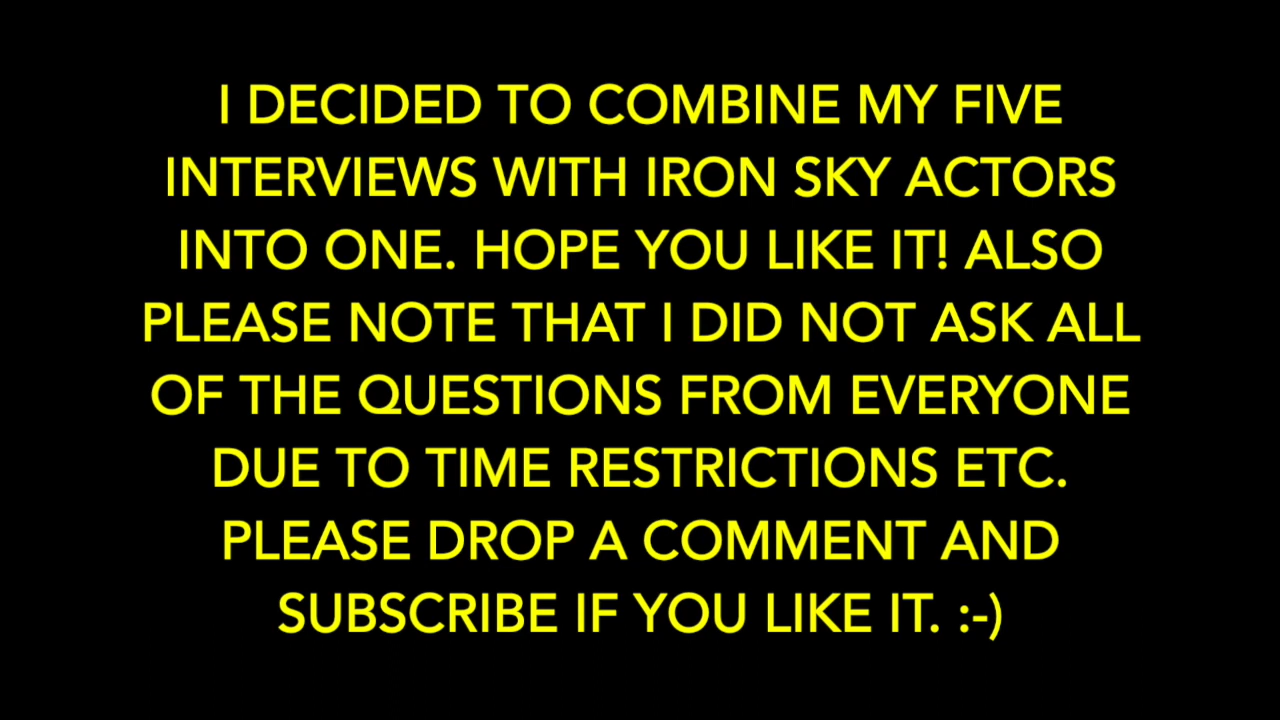 I DECIDED TO COMBINE MY FIVE
INTERVIEWS WITH IRON SKY ACTORS
INTO ONE. HOPE YOU LIKE IT! ALSO
PLEASE NOTE THAT I DID NOT ASK ALL
OF THE QUESTIONS FROM EVERYONE
DUE TO TIME RESTRICTIONS ETC.
PLEASE DROP A COMMENT AND
SUBSCRIBE IF YOU LIKE IT. :-)